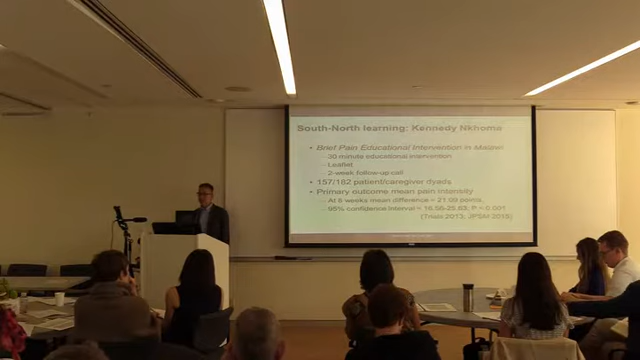 South-North learning: Kennedy Nkhoma
• Brief Pain Educational Intervention in Malawi
– 30 minute educational intervention
– Leaflet
– 2-week follow-up call
• 157/182 patient/caregiver dyads
• Primary outcome mean pain intensity
– At 8 weeks mean difference = 21.09 points,
95% confidence interval = 16.56-25.63; P = 0.001
(Trials 2013; JPSM 2015)